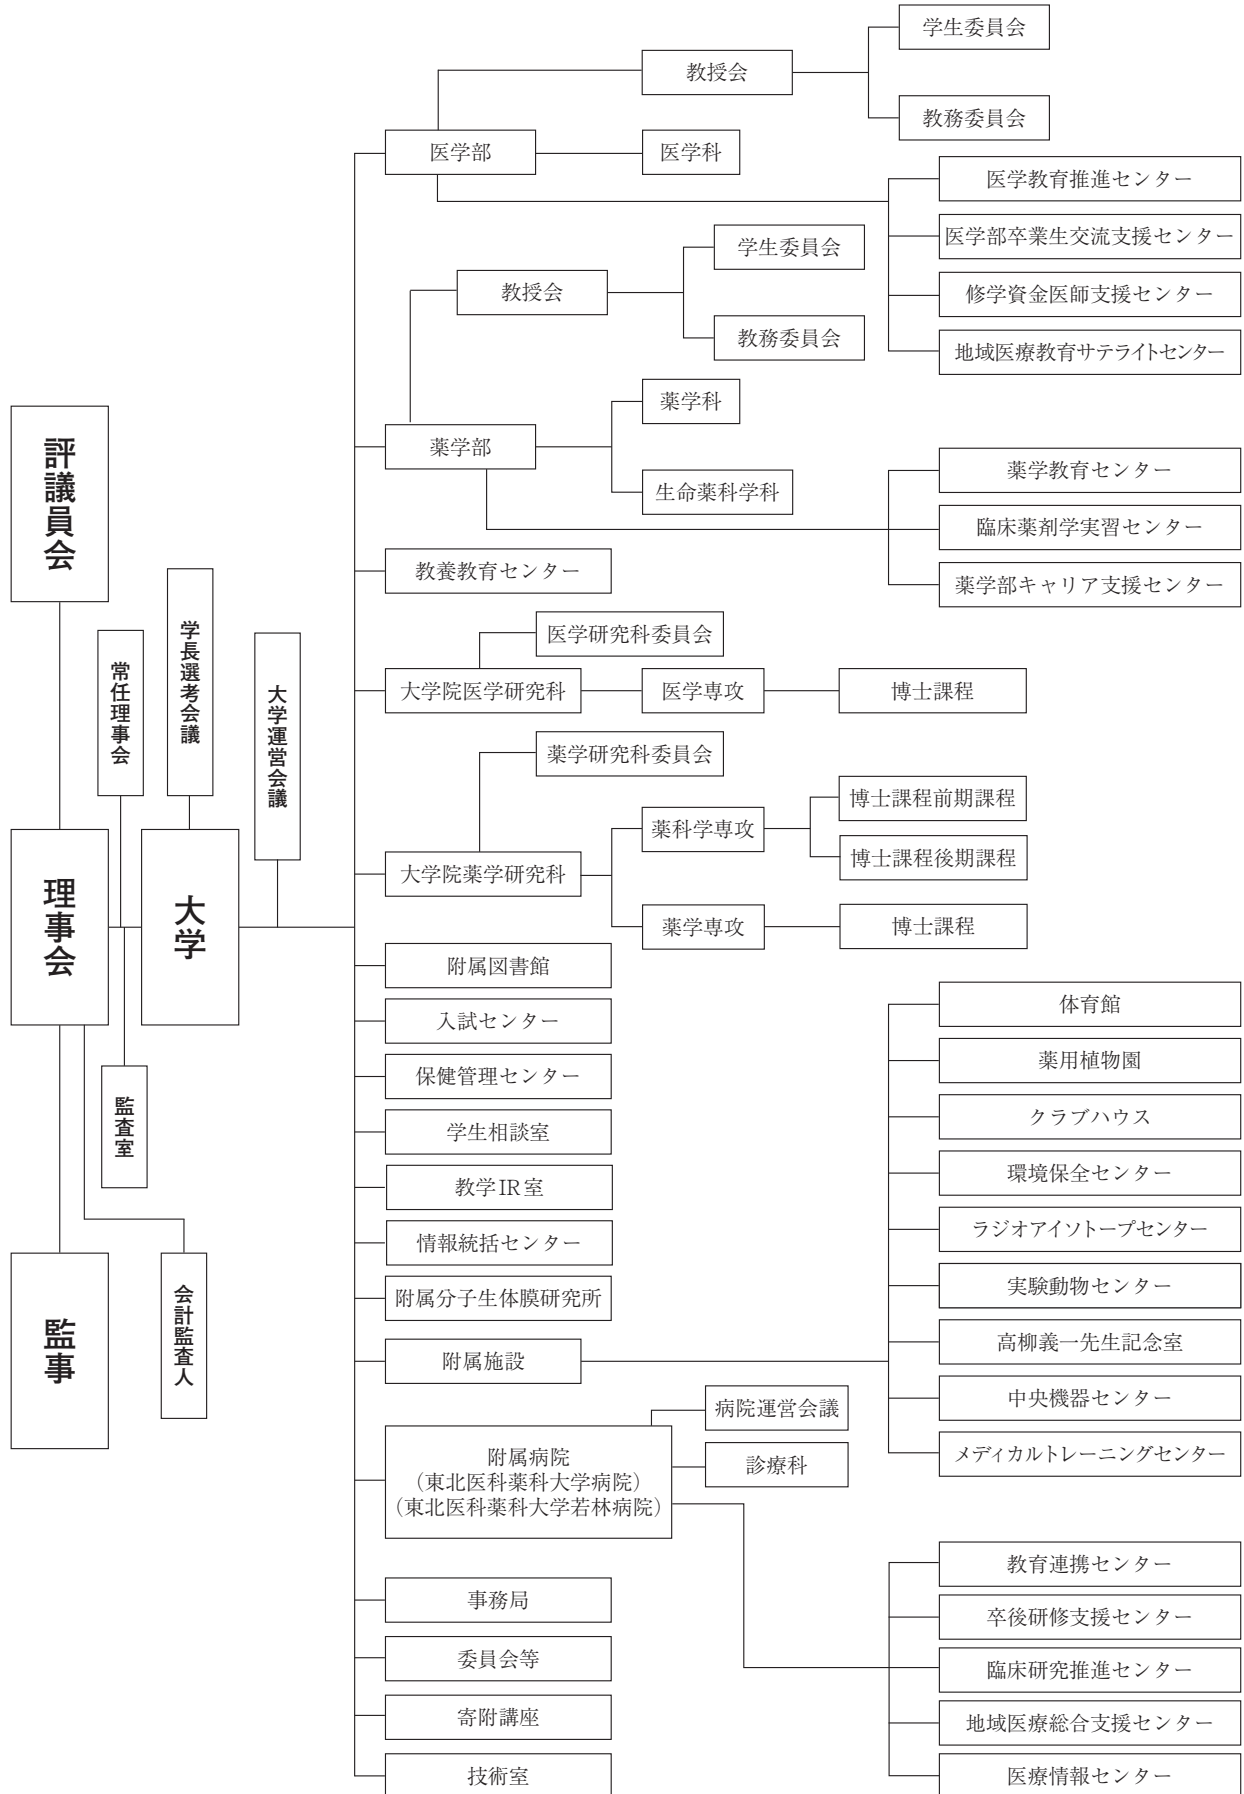 評議員会
理事会
監事
常任理事会
監査室
会計監査人
学長選考会議
大学
大学運営会議
医学部
教授会
学生委員会
教務委員会
医学科
医学教育推進センター
医学部卒業生交流支援センター
修学資金医師支援センター
地域医療教育サテライトセンター
薬学部
教授会
学生委員会
教務委員会
薬学科
生命薬科学科
薬学教育センター
臨床薬剤学実習センター
薬学部キャリア支援センター
教養教育センター
大学院医学研究科
医学研究科委員会
医学専攻
博士課程
大学院薬学研究科
薬学研究科委員会
薬科学専攻
博士課程前期課程
博士課程後期課程
薬学専攻
博士課程
附属図書館
入試センター
保健管理センター
学生相談室
教学IR室
情報統括センター
附属分子生体膜研究所
附属施設
体育館
薬用植物園
クラブハウス
環境保全センター
ラジオアイソトープセンター
実験動物センター
高柳義一先生記念室
中央機器センター
メディカルトレーニングセンター
附属病院
（東北医科薬科大学病院）
（東北医科薬科大学若林病院）
病院運営会議
診療科
教育連携センター
卒後研修支援センター
臨床研究推進センター
地域医療総合支援センター
医療情報センター
事務局
委員会等
寄附講座
技術室